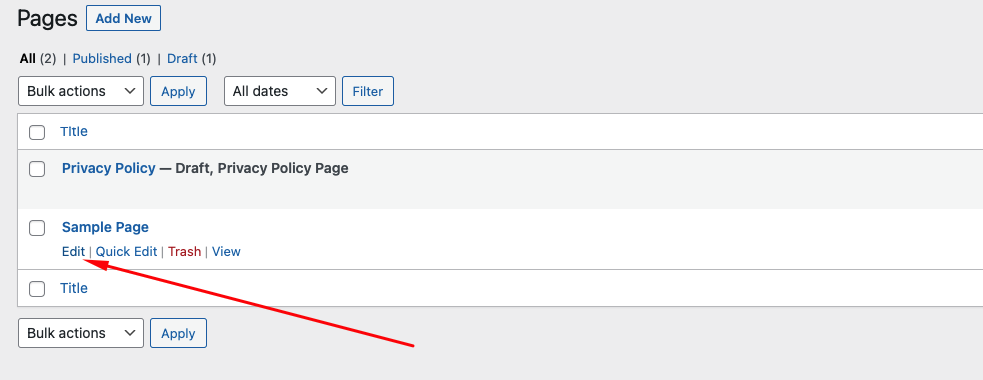 Pages Add New
All (2) | Published (1) | Draft (1)
Bulk actions Apply All dates Filter
Title
Privacy Policy — Draft, Privacy Policy Page
Sample Page
Edit | Quick Edit | Trash | View
Title
Bulk actions Apply